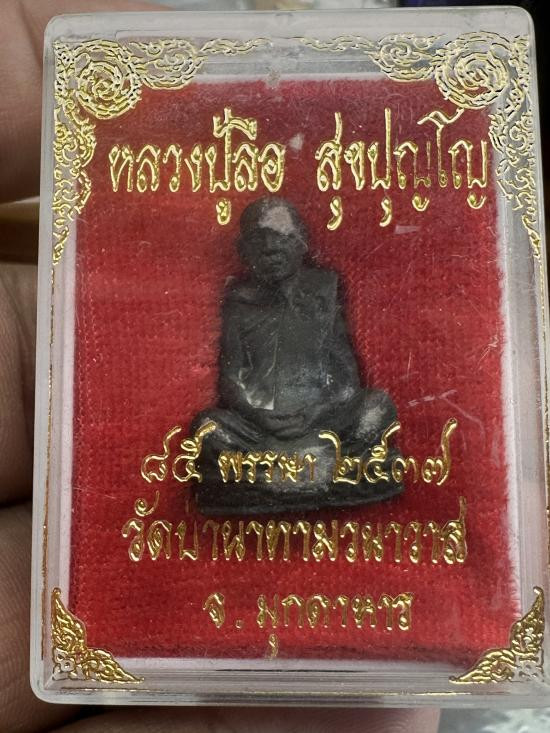 หลวงปู่ลือ สุขปุญฺโญ
๘๕ พรรษา ๒๕๓๗
วัดป่านาทามวนาวาส
จ.มุกดาหาร